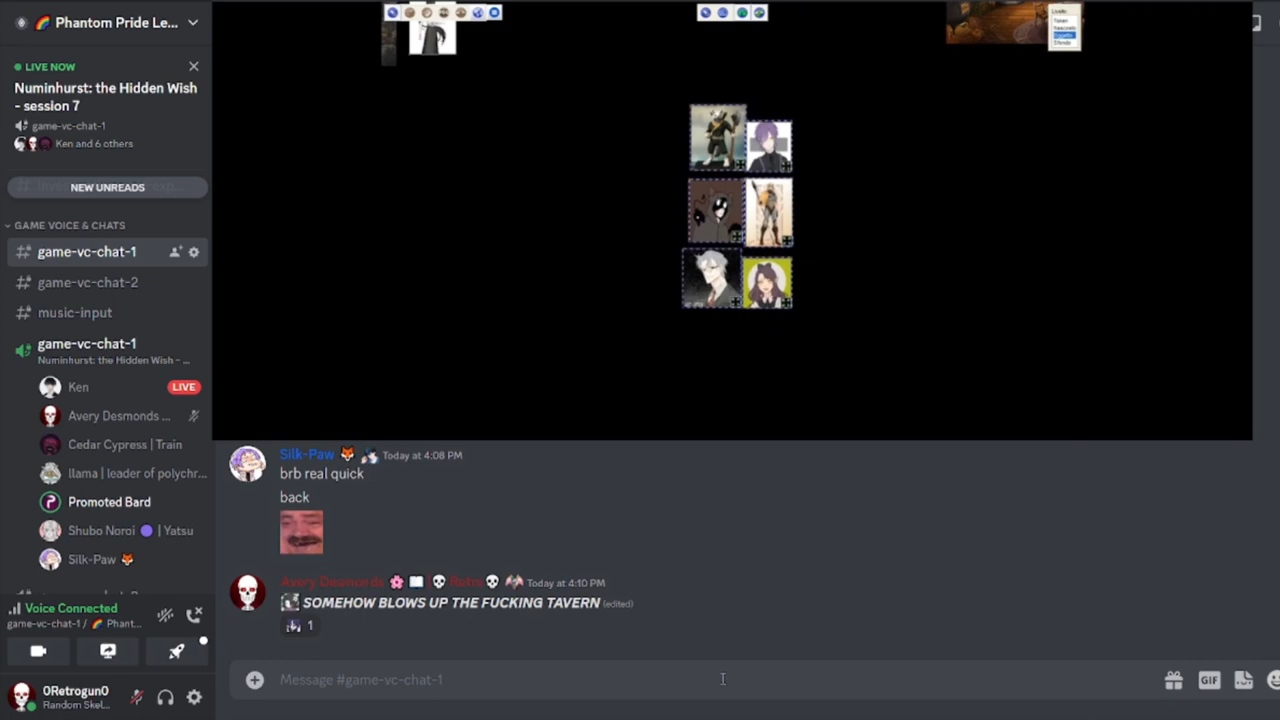 🌈 Phantom Pride Le...
LIVE NOW
Numinhurst: the Hidden Wish
- session 7
game-vc-chat-1
Ken and 6 others
NEW UNREADS
GAME VOICE & CHATS
game-vc-chat-1
game-vc-chat-2
music-input
game-vc-chat-1
Numinhurst: the Hidden Wish - ...
Ken LIVE
Avery Desmonds ...
Cedar Cypress | Train
llama | leader of polychr...
Promoted Bard
Shubo Noroi 🟣 | Yatsu
Silk-Paw 🦊
Voice Connected
game-vc-chat-1 / 🌈 Phant...
0Retrogun0
Random Skel...
Silk-Paw 🦊 Today at 4:08 PM
brb real quick
back
Avery Desmonds 🌸 📖 | 💀 Retro 💀 Today at 4:10 PM
SOMEHOW BLOWS UP THE FUCKING TAVERN (edited)
1
Message #game-vc-chat-1
GIF